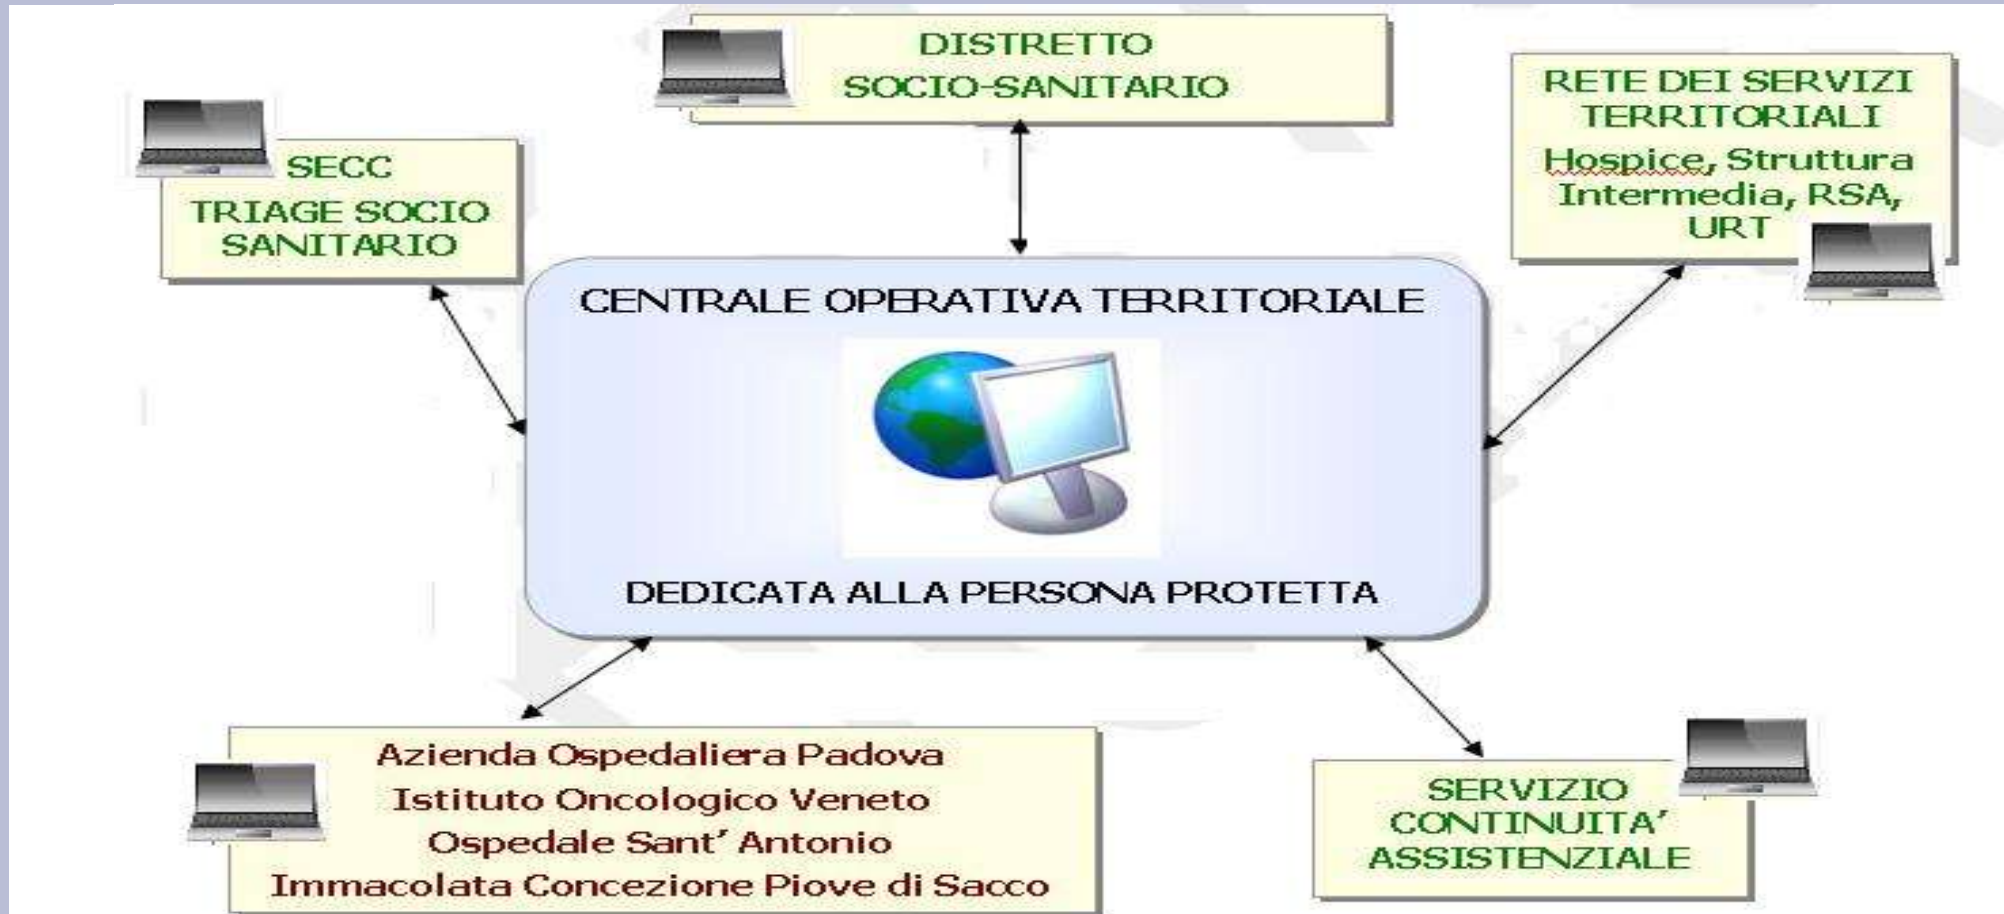 DISTRETTO
SOCIO-SANITARIO
SECC
TRIAGE SOCIO
SANITARIO
RETE DEI SERVIZI
TERRITORIALI
Hospice, Struttura
Intermedia, RSA,
URT
CENTRALE OPERATIVA TERRITORIALE
DEDICATA ALLA PERSONA PROTETTA
Azienda Ospedaliera Padova
Istituto Oncologico Veneto
Ospedale Sant’ Antonio
Immacolata Concezione Piove di Sacco
SERVIZIO
CONTINUITA’
ASSISTENZIALE